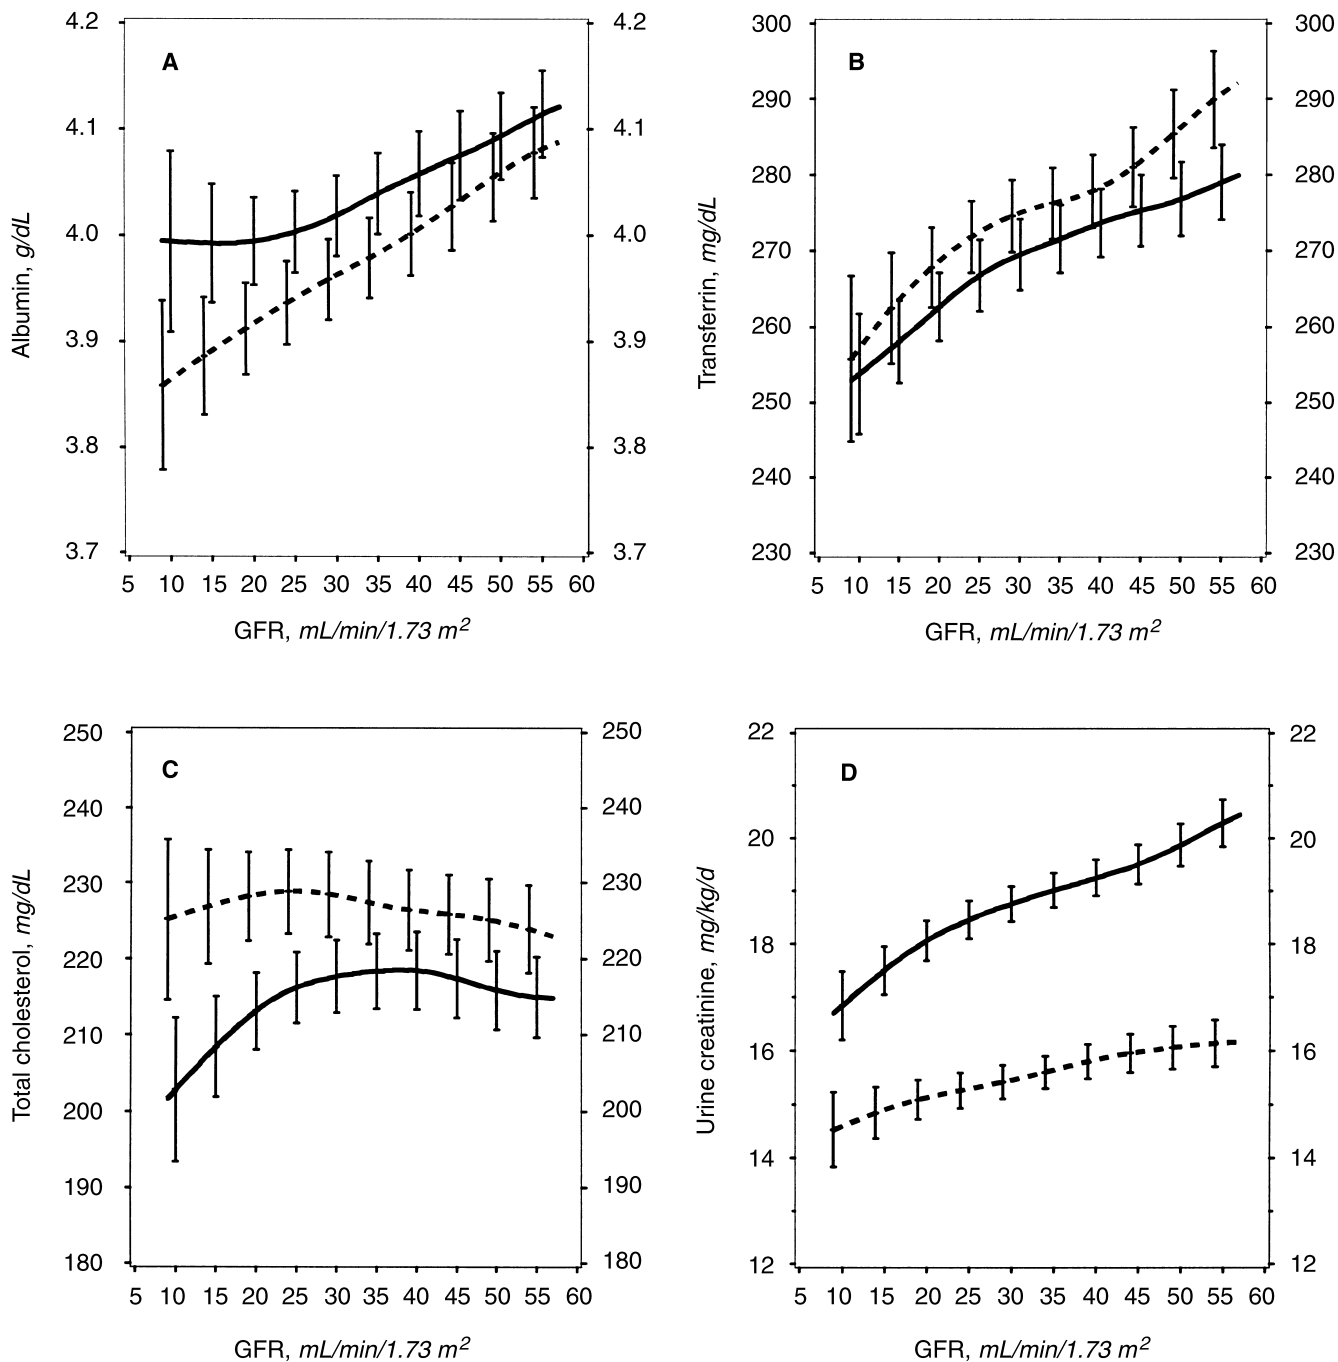 4.2 4.2 300 300
A B
290 290
4.1 4.1
280 280
4.0 4.0 270 270
Albumin, g/dL
Transferrin, mg/dL
260 260
3.9 3.9
250 250
3.8 3.8
240 240
3.7 3.7 230 230
5 10 15 20 25 30 35 40 45 50 55
5 10 15 20 25 30 35 40 45 50 55 60
GFR, mL/min/1.73 m²
GFR, mL/min/1.73 m²
250 250 22 22
C D
240 240
20 20
230 230
220 220 18 18
Total cholesterol, mg/dL
Urine creatinine, mg/kg/d
210 210
16 16
200 200
14 14
190 190
180 180 12 12
5 10 15 20 25 30 35 40 45 50 55 60
5 10 15 20 25 30 35 40 45 50 55 60
GFR, mL/min/1.73 m²
GFR, mL/min/1.73 m²